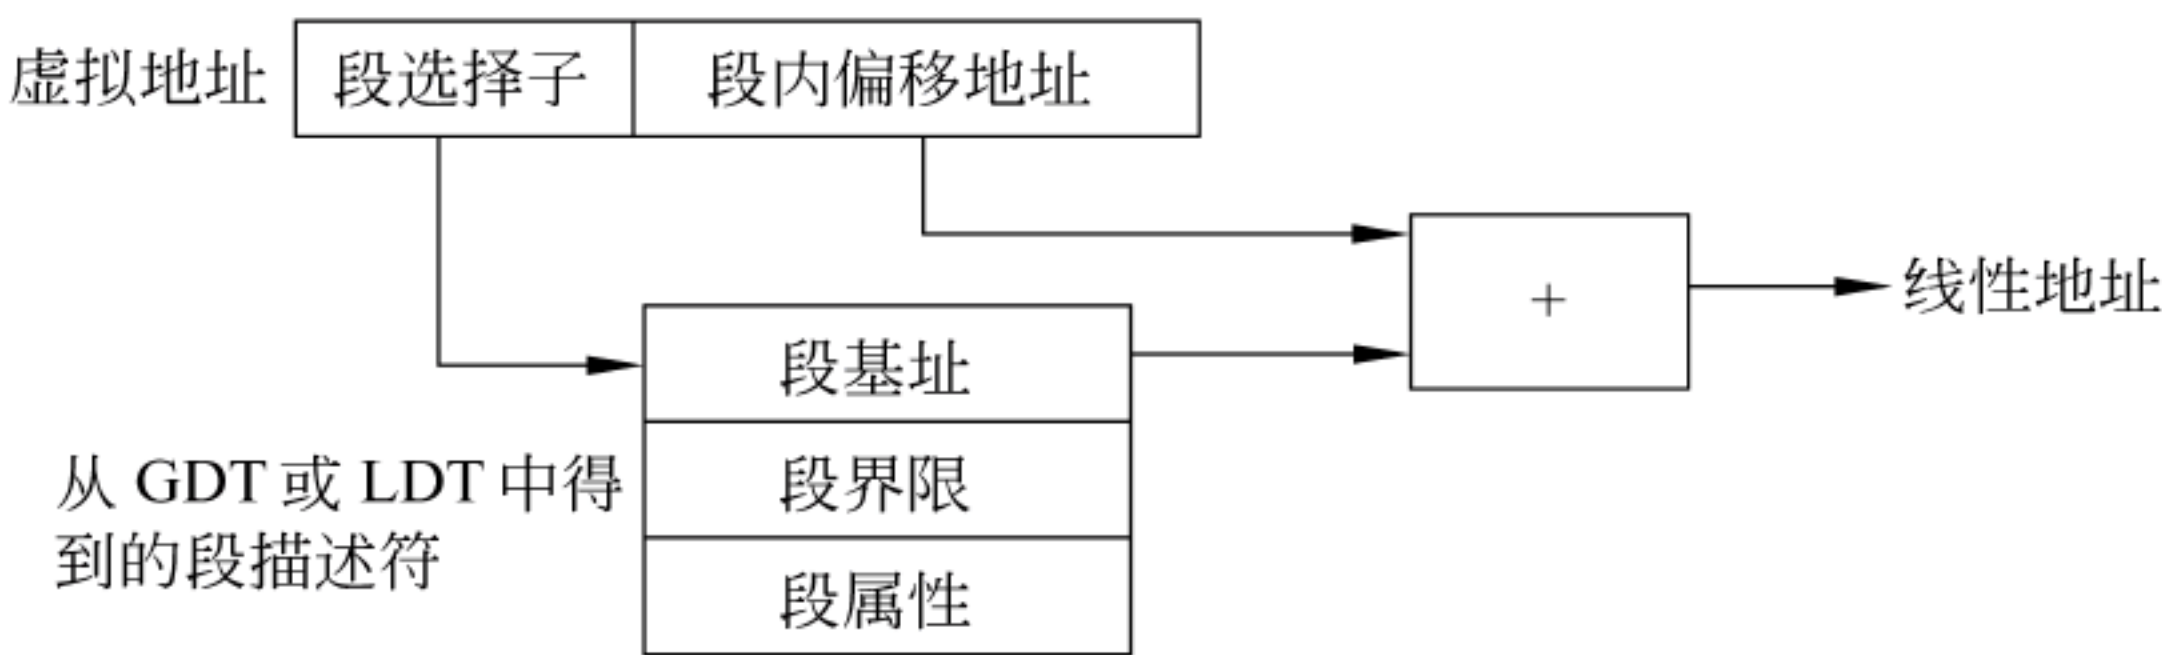 虚拟地址
段选择子
段内偏移地址
+
线性地址
段基址
段界限
段属性
从 GDT 或 LDT 中得
到的段描述符